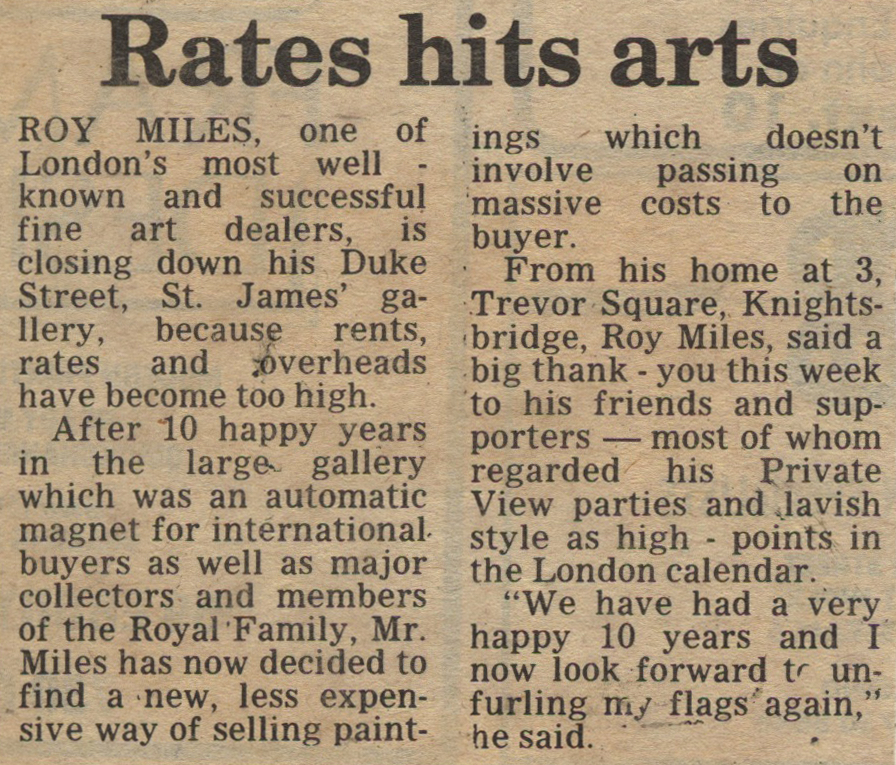 Rates hits arts
ROY MILES, one of
London's most well -
known and successful
fine art dealers, is
closing down his Duke
Street, St. James' ga-
llery, because rents,
rates and overheads
have become too high.
After 10 happy years
in the large gallery
which was an automatic
magnet for international
buyers as well as major
collectors and members
of the Royal Family, Mr.
Miles has now decided to
find a new, less expen-
sive way of selling paint-
ings which doesn't
involve passing on
massive costs to the
buyer.
From his home at 3,
Trevor Square, Knights-
bridge, Roy Miles, said a
big thank - you this week
to his friends and sup-
porters — most of whom
regarded his Private
View parties and lavish
style as high - points in
the London calendar.
"We have had a very
happy 10 years and I
now look forward to un-
furling my flags again,"
he said.